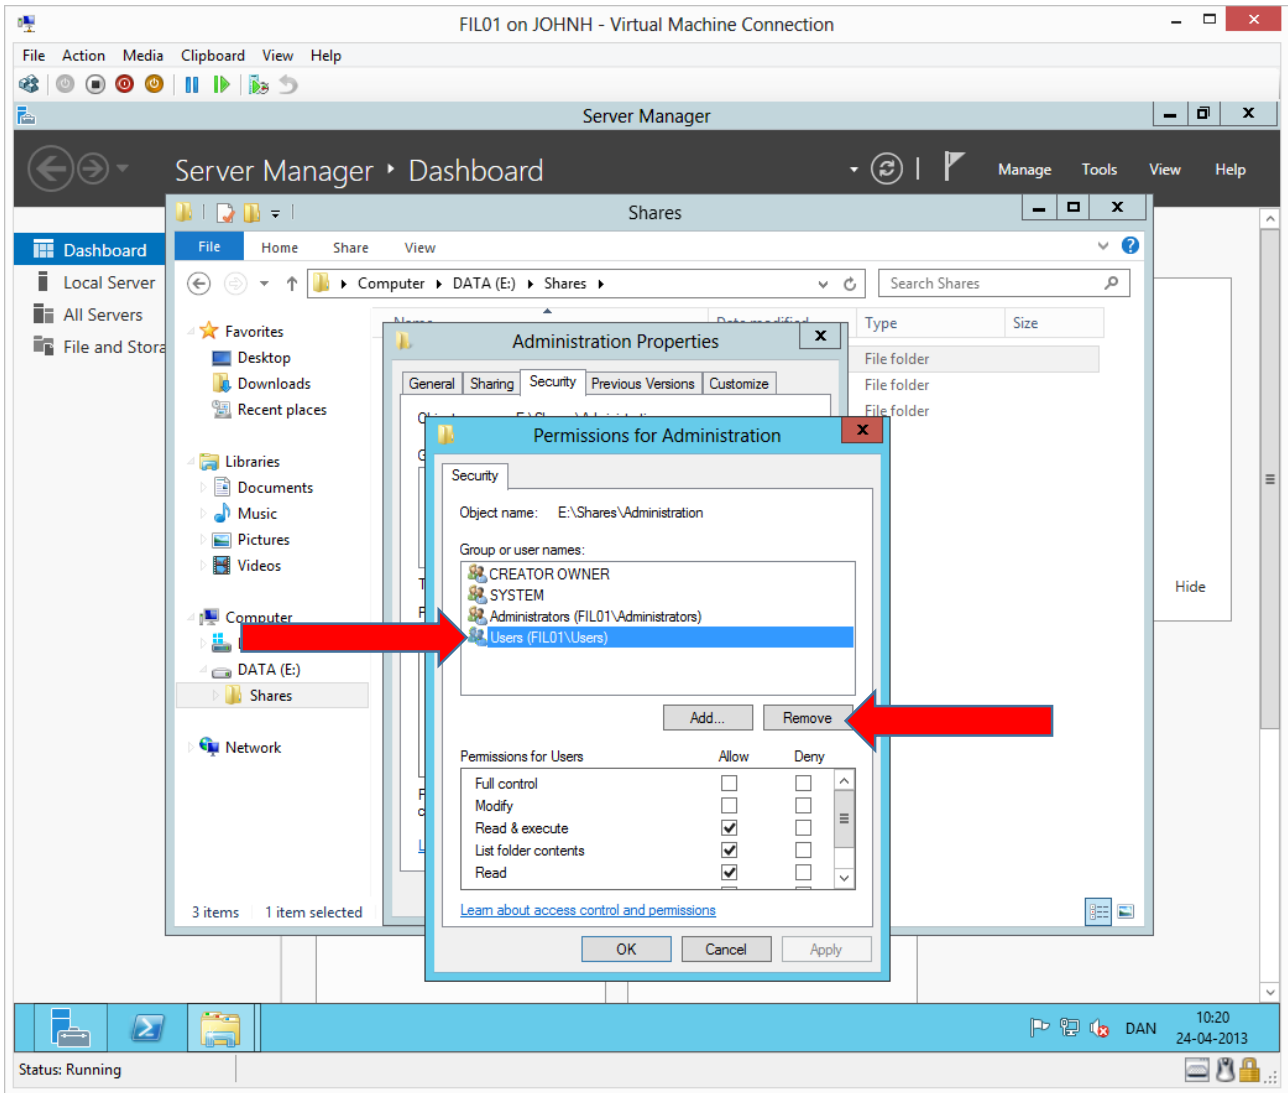 FIL01 on JOHNH - Virtual Machine Connection
File Action Media Clipboard View Help
Server Manager
Server Manager Dashboard
Manage Tools View Help
Shares
Dashboard
Local Server
All Servers
File and Stora
File Home Share View
Computer DATA (E:) Shares
Search Shares
Type Size
File folder
File folder
File folder
Favorites
Desktop
Downloads
Recent places
Libraries
Documents
Music
Pictures
Videos
Computer
DATA (E:)
Shares
Network
3 items 1 item selected
Administration Properties
General Sharing Security Previous Versions Customize
Permissions for Administration
Security
Object name: E:\Shares\Administration
Group or user names:
CREATOR OWNER
SYSTEM
Administrators (FIL01\Administrators)
Users (FIL01\Users)
Add... Remove
Permissions for Users Allow Deny
Full control
Modify
Read & execute
List folder contents
Read
Learn about access control and permissions
OK Cancel Apply
Hide
DAN
10:20
24-04-2013
Status: Running